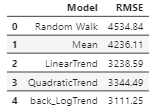 Model RMSE
0 Random Walk 4534.84
1 Mean 4236.11
2 LinearTrend 3238.59
3 QuadraticTrend 3344.49
4 back_LogTrend 3111.25